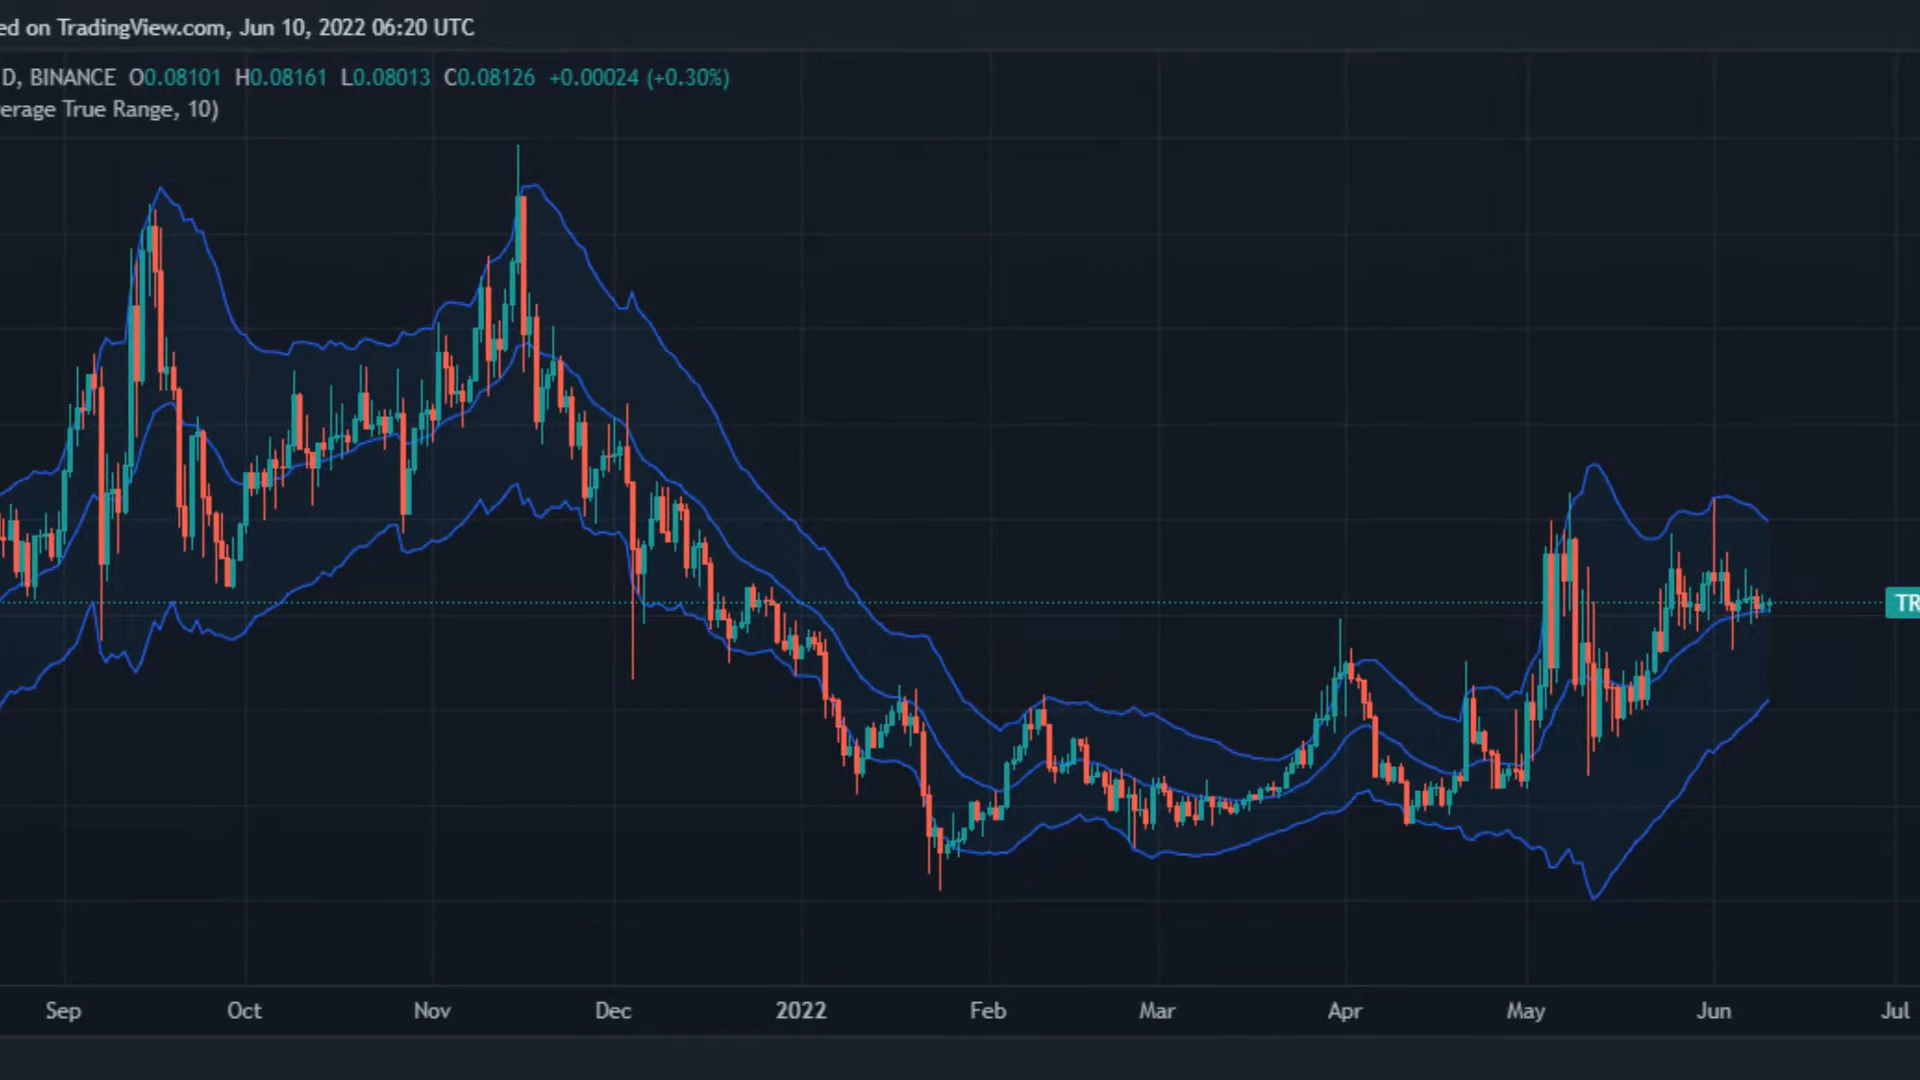 ed on TradingView.com, Jun 10, 2022 06:20 UTC
D, BINANCE O0.08101 H0.08161 L0.08013 C0.08126 +0.00024 (+0.30%)
erage True Range, 10)
TR
Sep Oct Nov Dec 2022 Feb Mar Apr May Jun Jul